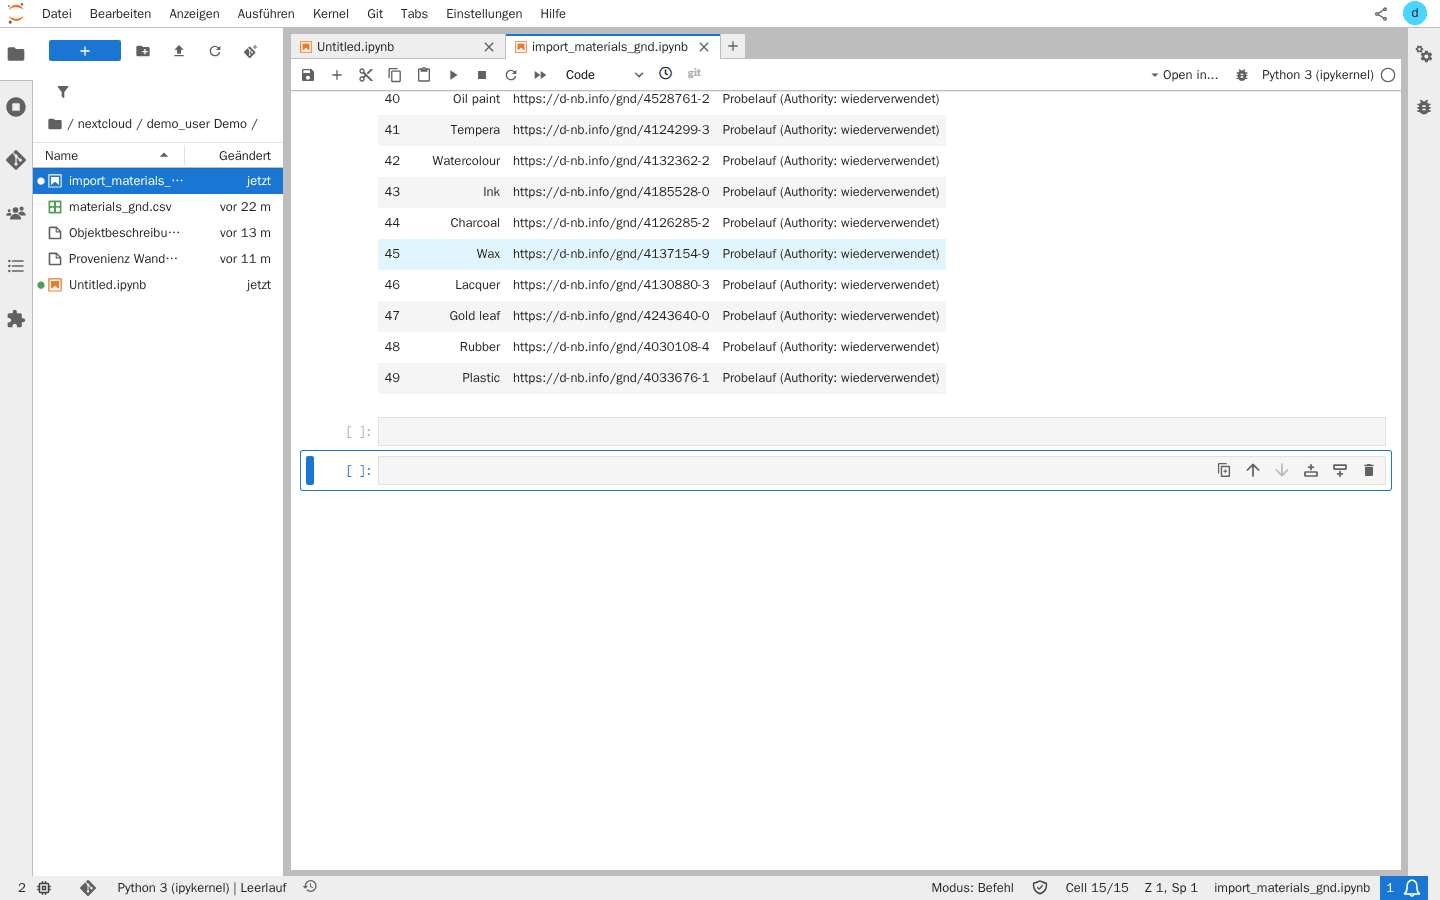 Datei Bearbeiten Anzeigen Ausführen Kernel Git Tabs Einstellungen Hilfe d
Untitled.ipynb import_materials_gnd.ipynb
Code git Open in... Python 3 (ipykernel)
/ nextcloud / demo_user Demo /
Name Geändert
import_materials_··· jetzt
materials_gnd.csv vor 22 m
Objektbeschreibu··· vor 13 m
Provenienz Wand··· vor 11 m
Untitled.ipynb jetzt
40 Oil paint https://d-nb.info/gnd/4528761-2 Probelauf (Authority: wiederverwendet)
41 Tempera https://d-nb.info/gnd/4124299-3 Probelauf (Authority: wiederverwendet)
42 Watercolour https://d-nb.info/gnd/4132362-2 Probelauf (Authority: wiederverwendet)
43 Ink https://d-nb.info/gnd/4185528-0 Probelauf (Authority: wiederverwendet)
44 Charcoal https://d-nb.info/gnd/4126285-2 Probelauf (Authority: wiederverwendet)
45 Wax https://d-nb.info/gnd/4137154-9 Probelauf (Authority: wiederverwendet)
46 Lacquer https://d-nb.info/gnd/4130880-3 Probelauf (Authority: wiederverwendet)
47 Gold leaf https://d-nb.info/gnd/4243640-0 Probelauf (Authority: wiederverwendet)
48 Rubber https://d-nb.info/gnd/4030108-4 Probelauf (Authority: wiederverwendet)
49 Plastic https://d-nb.info/gnd/4033676-1 Probelauf (Authority: wiederverwendet)
[ ]:
[ ]:
2 Python 3 (ipykernel) | Leerlauf Modus: Befehl Cell 15/15 Z 1, Sp 1 import_materials_gnd.ipynb 1